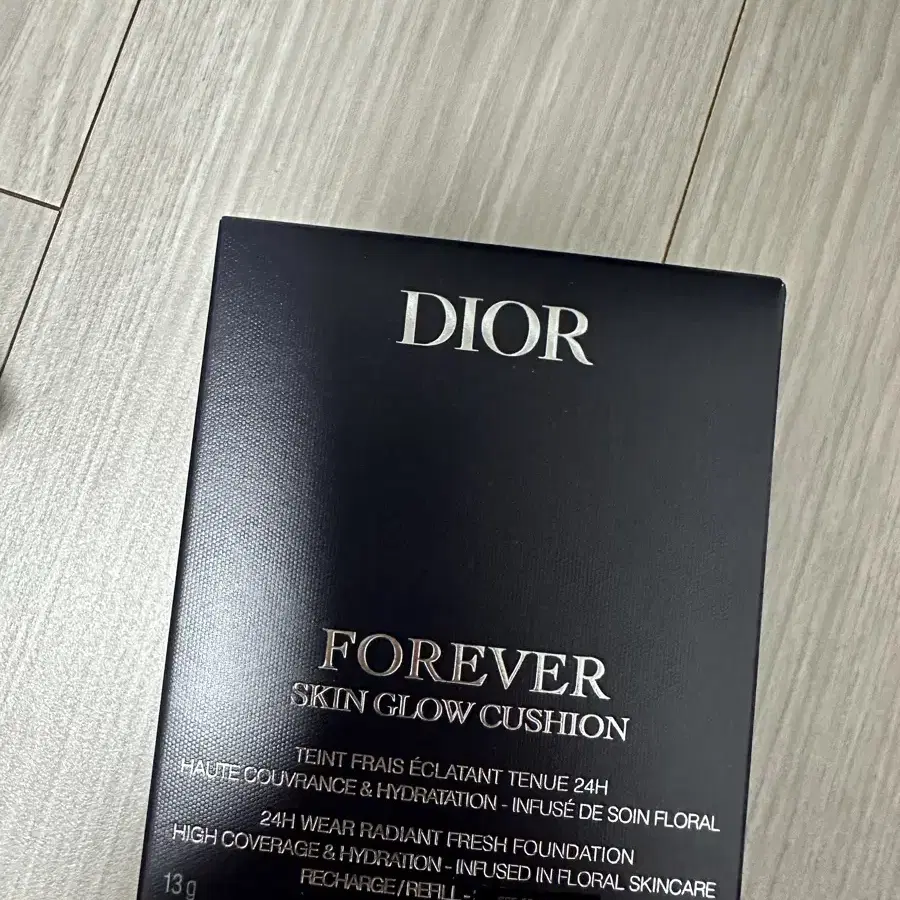 DIOR
FOREVER
SKIN GLOW CUSHION
TEINT FRAIS ÉCLATANT TENUE 24H
HAUTE COUVRANCE & HYDRATATION - INFUSÉ DE SOIN FLORAL
24H WEAR RADIANT FRESH FOUNDATION
HIGH COVERAGE & HYDRATION - INFUSED IN FLORAL SKINCARE
13 g
RECHARGE/REFILL -